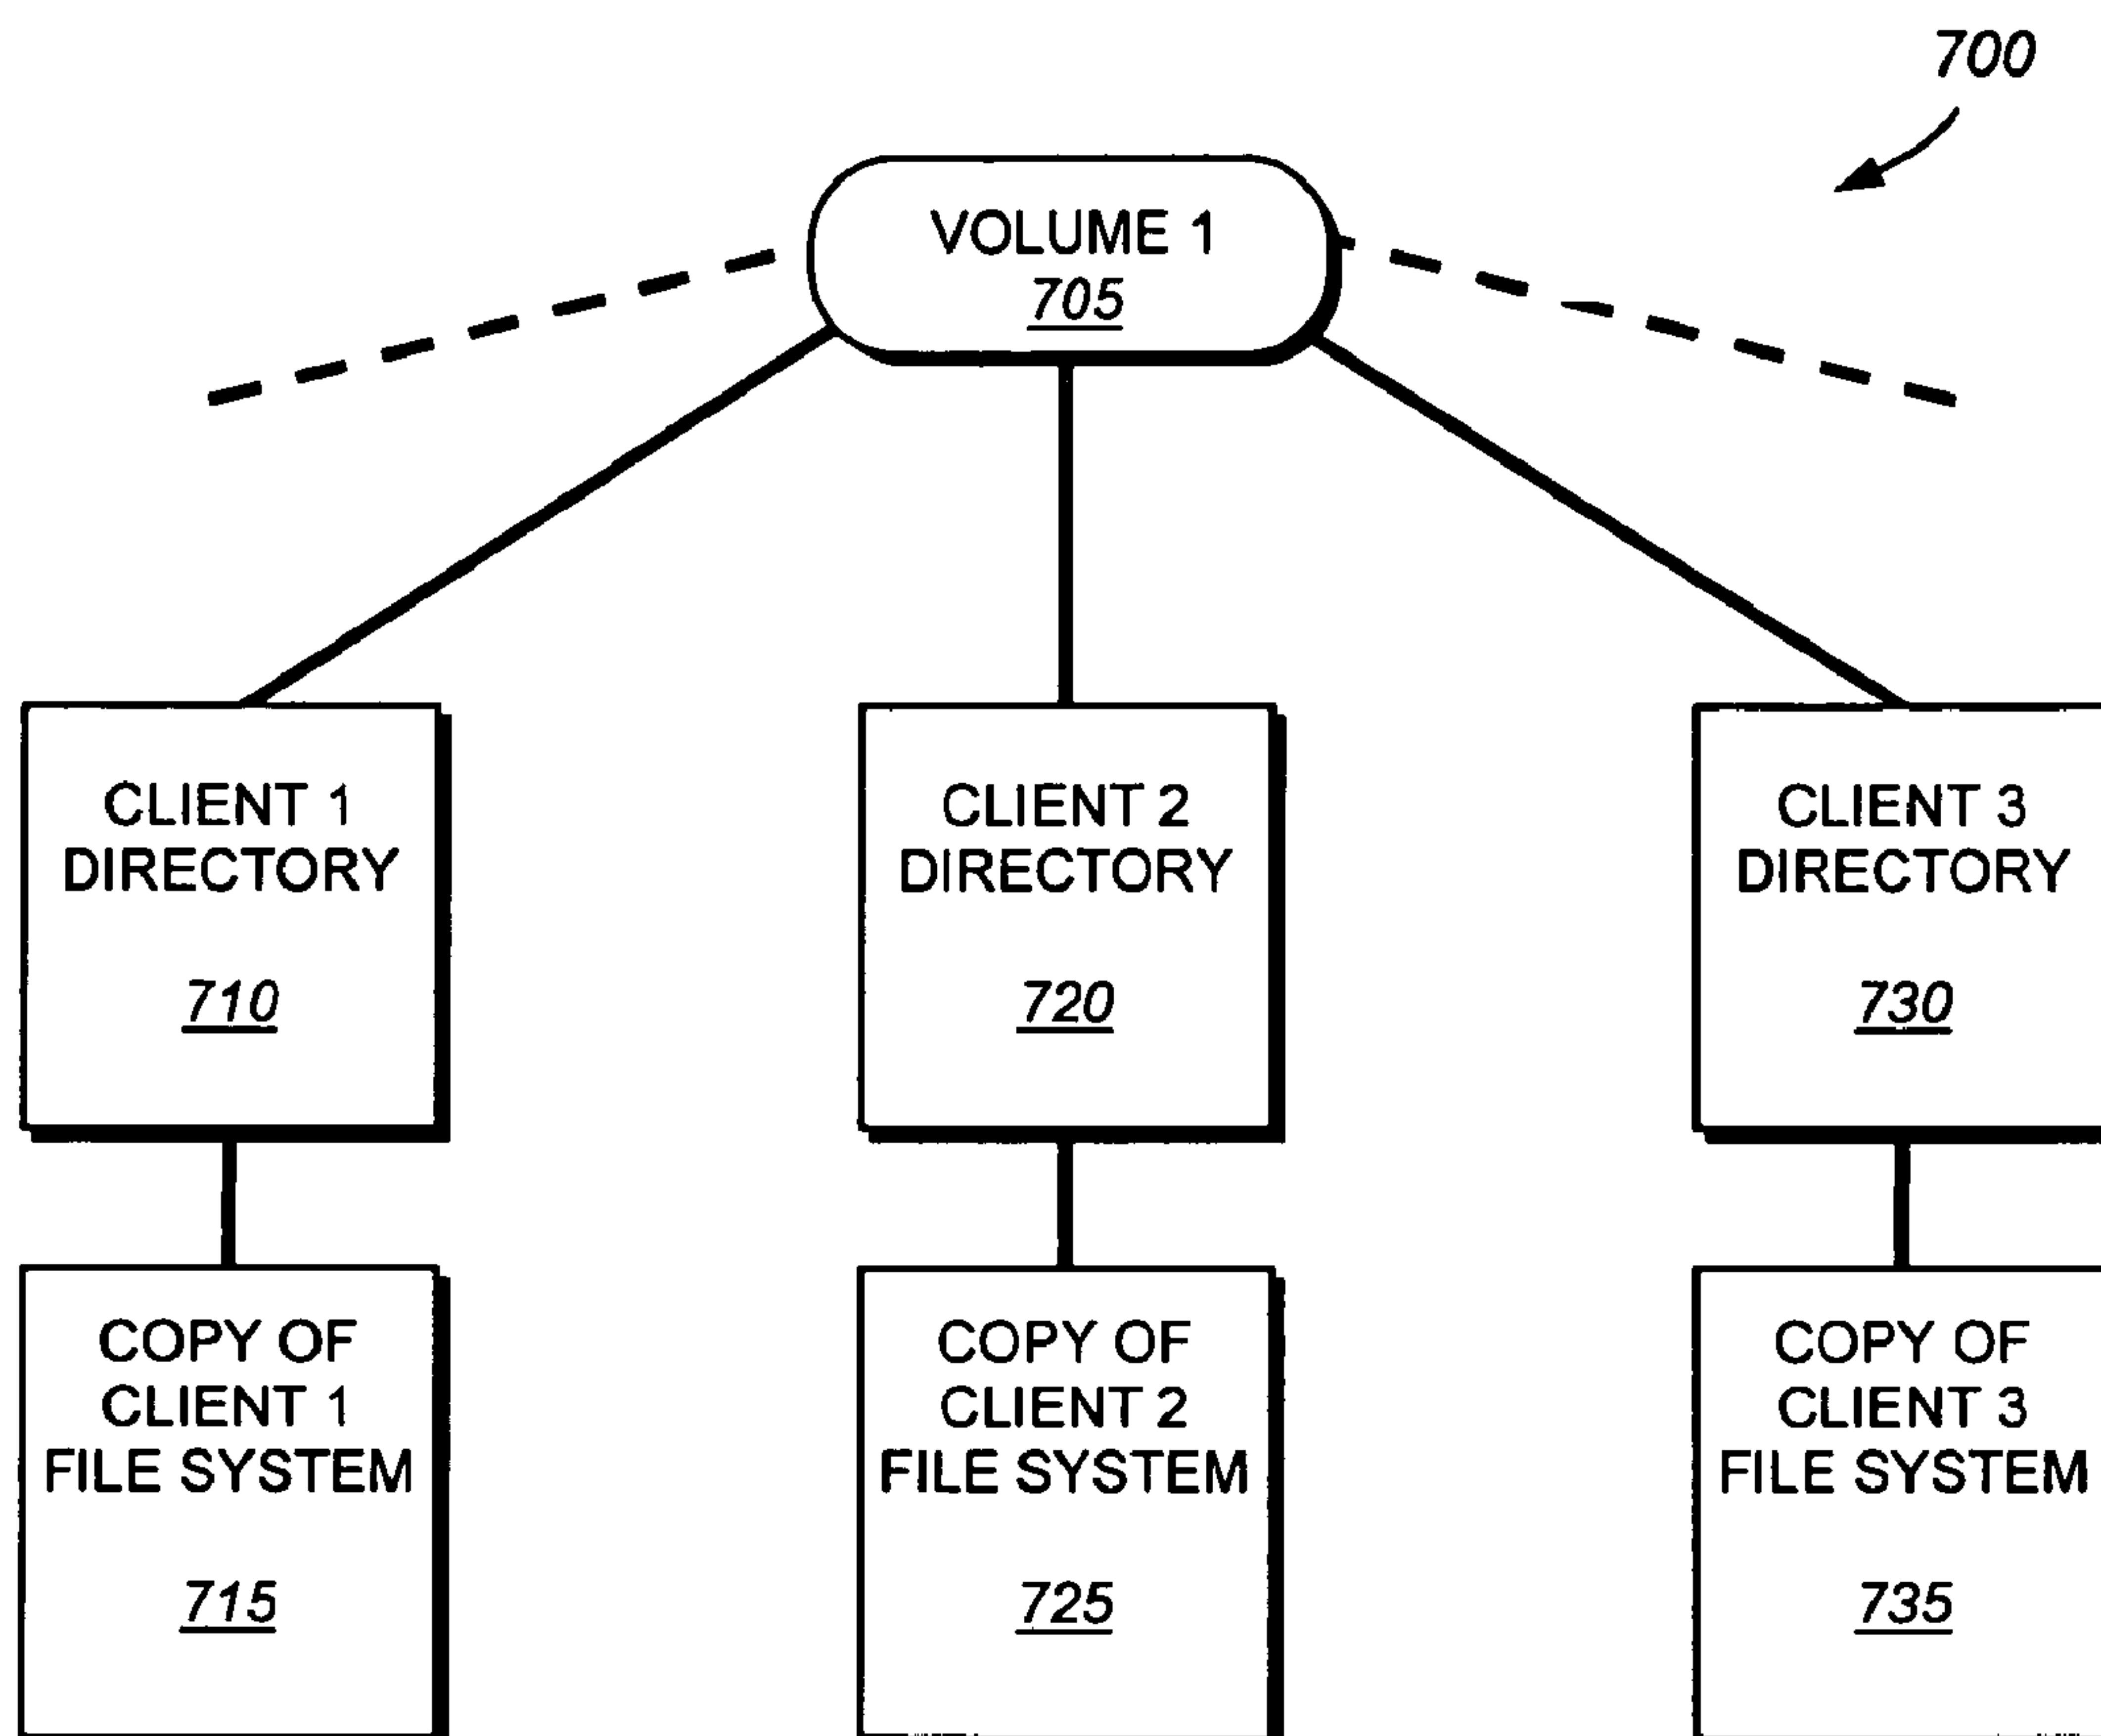 700
VOLUME 1
705
CLIENT 1
DIRECTORY
710
CLIENT 2
DIRECTORY
720
CLIENT 3
DIRECTORY
730
COPY OF
CLIENT 1
FILE SYSTEM
715
COPY OF
CLIENT 2
FILE SYSTEM
725
COPY OF
CLIENT 3
FILE SYSTEM
735